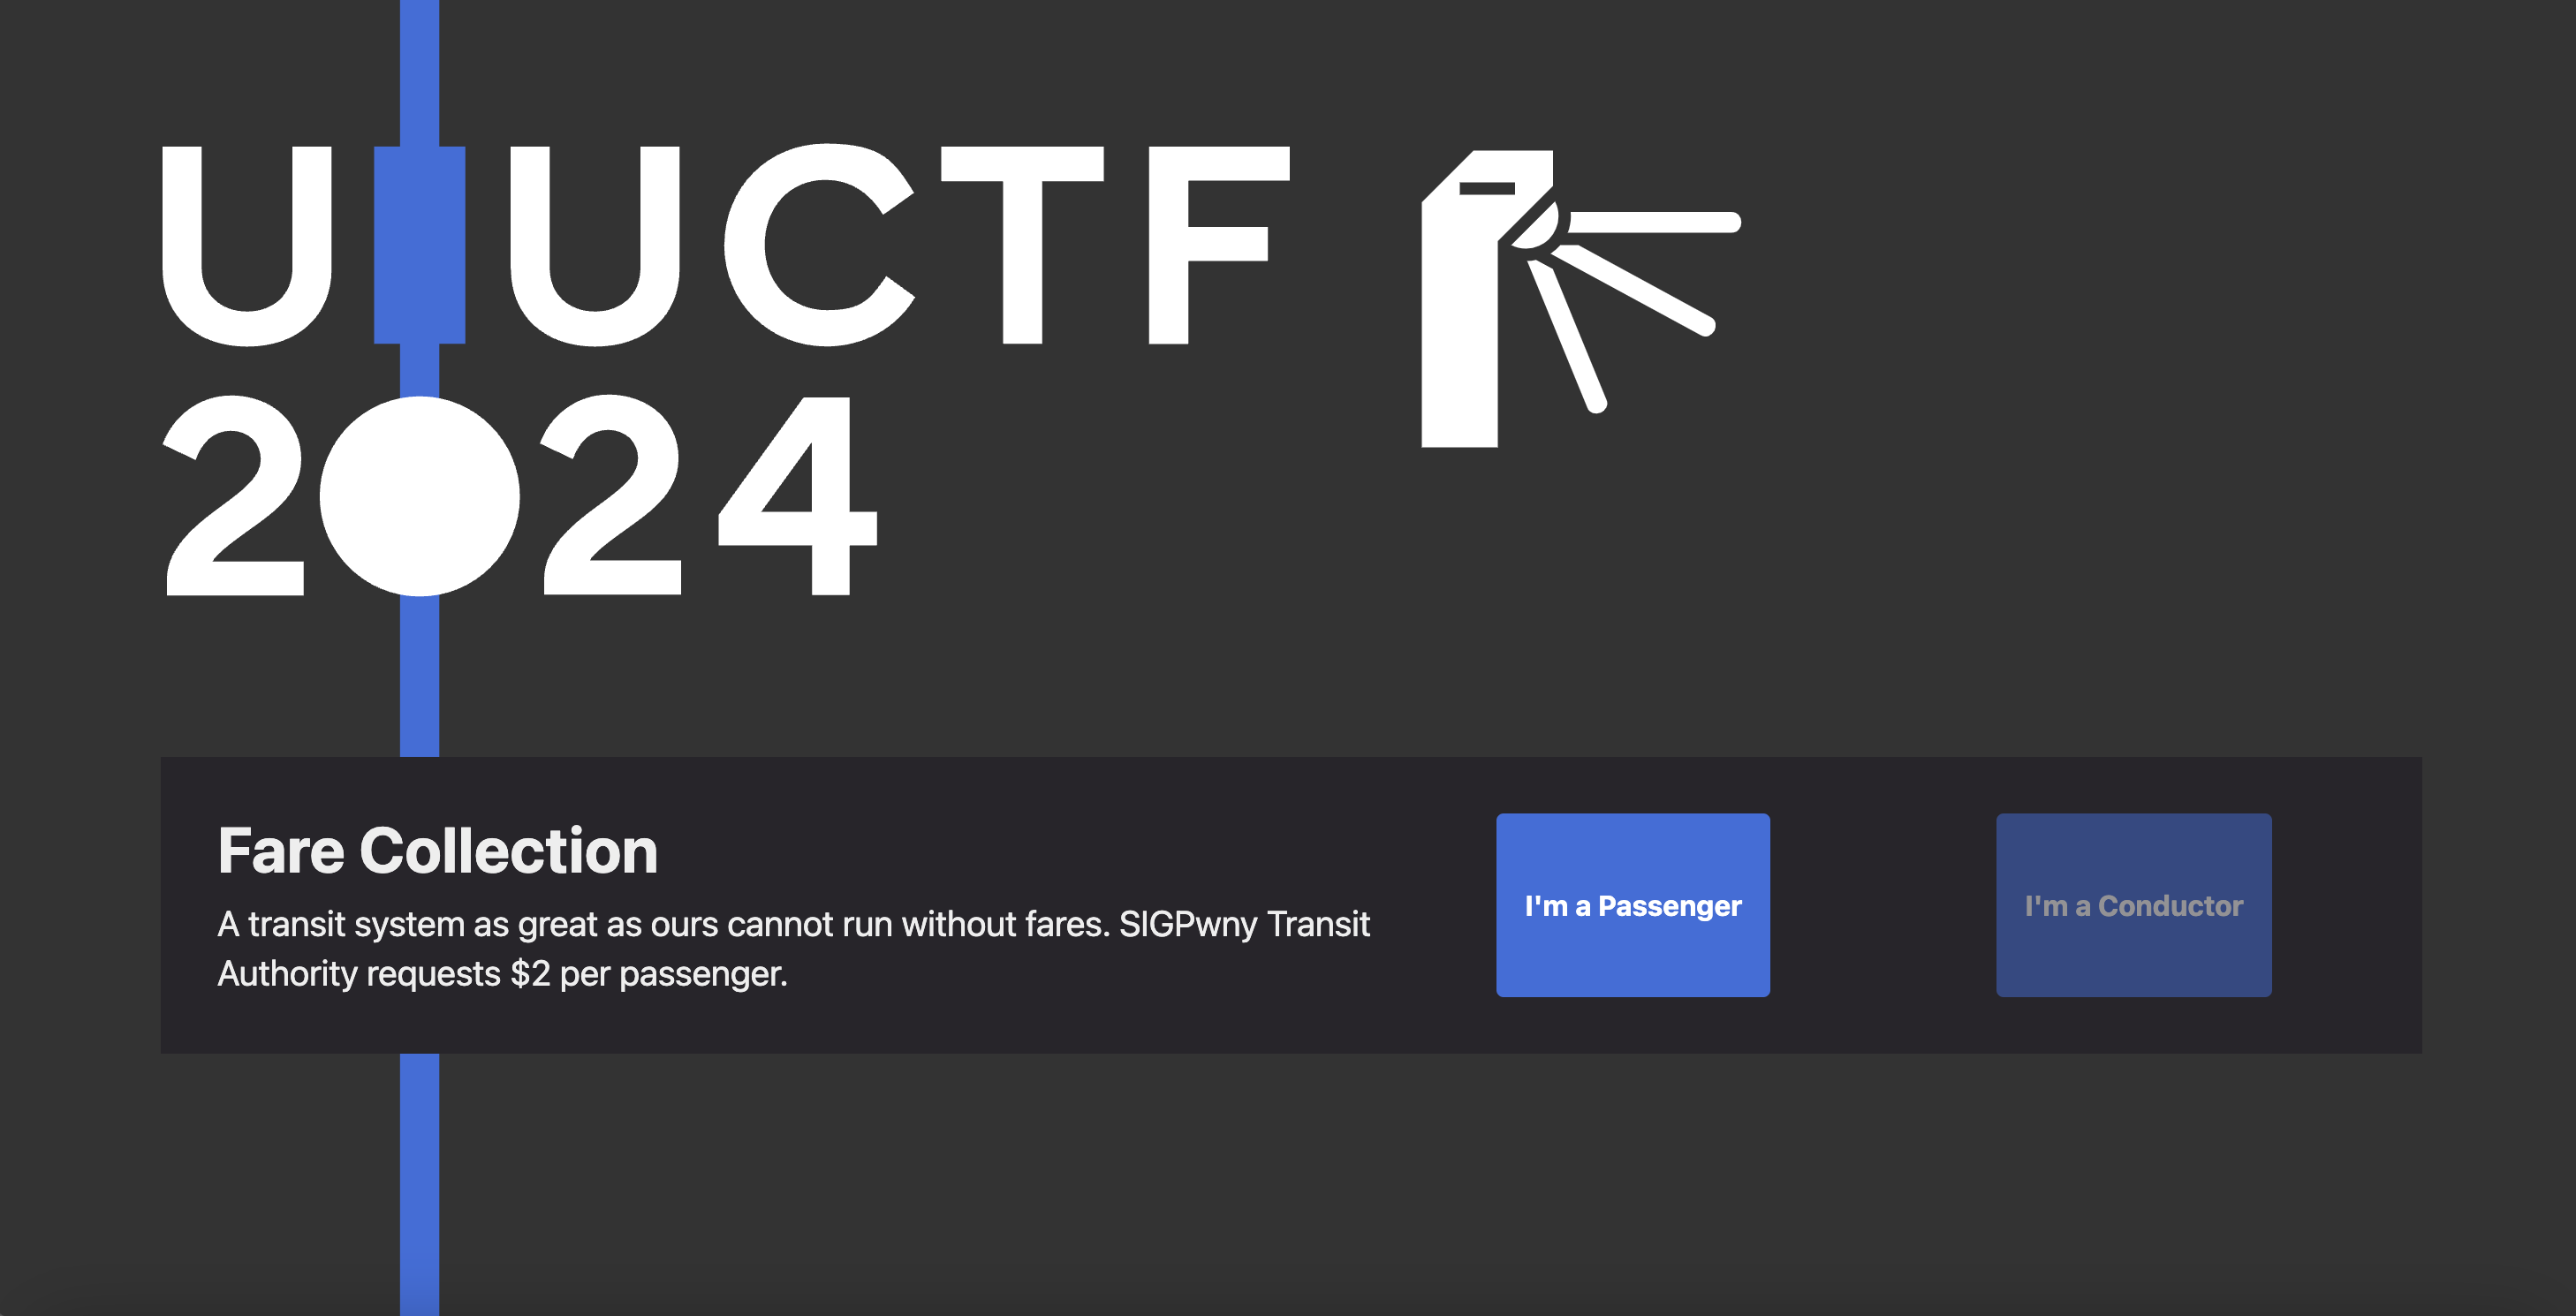 UIUCTF
2024
Fare Collection
A transit system as great as ours cannot run without fares. SIGPwny Transit
Authority requests $2 per passenger.
I'm a Passenger
I'm a Conductor